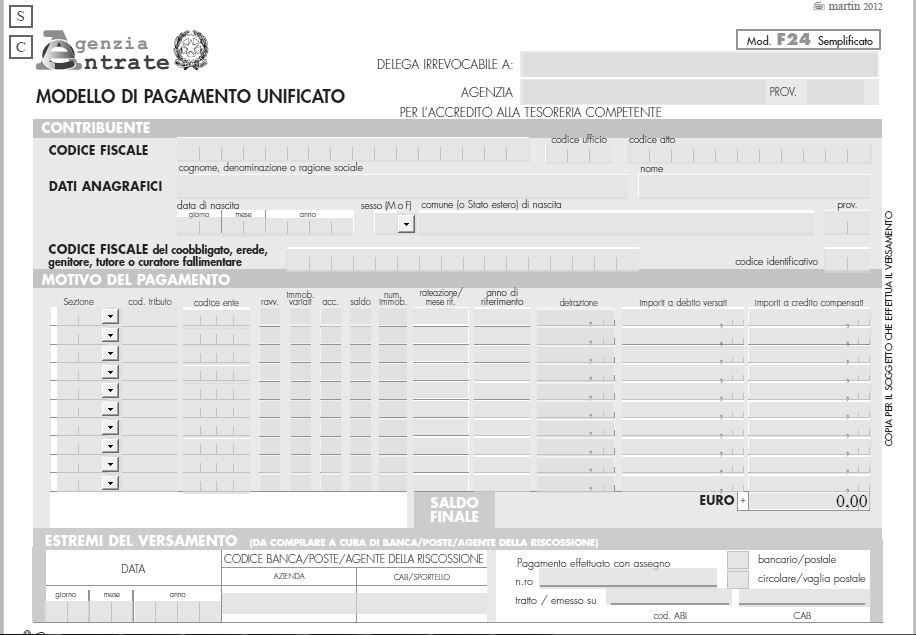 martin 2012
S
C
Agenzia
Entrate
Mod. F24 Semplificato
DELEGA IRREVOCABILE A:
AGENZIA
PROV.
MODELLO DI PAGAMENTO UNIFICATO
PER L'ACCREDITO ALLA TESORERIA COMPETENTE
CONTRIBUENTE
CODICE FISCALE
codice ufficio
codice atto
cognome, denominazione o ragione sociale
nome
DATI ANAGRAFICI
data di nascita
giorno mese anno
sesso (M o F)
comune (o Stato estero) di nascita
prov.
CODICE FISCALE del coobbligato, erede,
genitore, tutore o curatore fallimentare
codice identificativo
MOTIVO DEL PAGAMENTO
Sezione
cod. tributo
codice ente
ravv.
immob.
variati
acc.
saldo
num.
immob.
rateazione/
mese rif.
anno di
riferimento
detrazione
importi a debito versati
importi a credito compensati
SALDO
FINALE
EURO + 0,00
ESTREMI DEL VERSAMENTO (DA COMPILARE A CURA DI BANCA/POSTE/AGENTE DELLA RISCOSSIONE)
DATA
giorno mese anno
CODICE BANCA/POSTE/AGENTE DELLA RISCOSSIONE
AZIENDA
CAB/SPORTELLO
Pagamento effettuato con assegno
bancario/postale
n.ro
circolare/vaglia postale
tratto / emesso su
cod. ABI
CAB
COPIA PER IL SOGGETTO CHE EFFETTUA IL VERSAMENTO